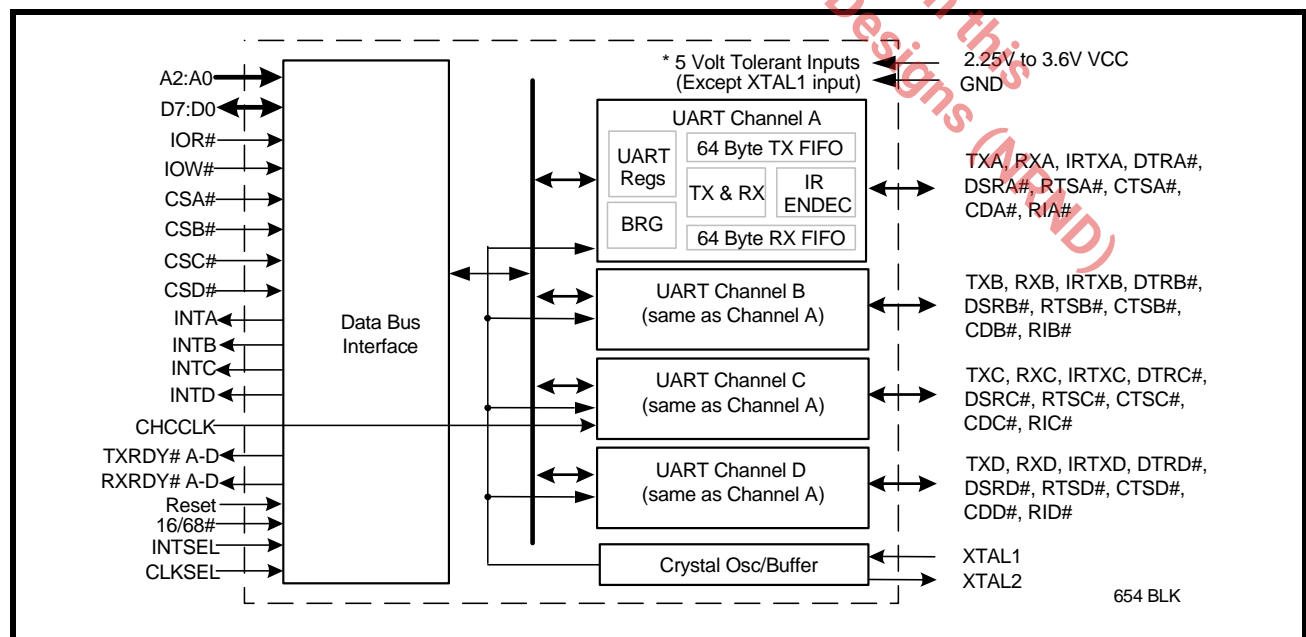 n this
Designs (NRND)
A2:A0
D7:D0
IOR#
IOW#
CSA#
CSB#
CSC#
CSD#
INTA
INTB
INTC
INTD
CHCCLK
TXRDY# A-D
RXRDY# A-D
Reset
16/68#
INTSEL
CLKSEL
Data Bus
Interface
* 5 Volt Tolerant Inputs
(Except XTAL1 input)
2.25V to 3.6V VCC
GND
UART Channel A
UART
Regs
64 Byte TX FIFO
TX & RX
IR
ENDEC
BRG
64 Byte RX FIFO
TXA, RXA, IRTXA, DTRA#,
DSRA#, RTSA#, CTSA#,
CDA#, RIA#
UART Channel B
(same as Channel A)
TXB, RXB, IRTXB, DTRB#,
DSRB#, RTSB#, CTSB#,
CDB#, RIB#
UART Channel C
(same as Channel A)
TXC, RXC, IRTXC, DTRC#,
DSRC#, RTSC#, CTSC#,
CDC#, RIC#
UART Channel D
(same as Channel A)
TXD, RXD, IRTXD, DTRD#,
DSRD#, RTSD#, CTSD#,
CDD#, RID#
Crystal Osc/Buffer
XTAL1
XTAL2
654 BLK